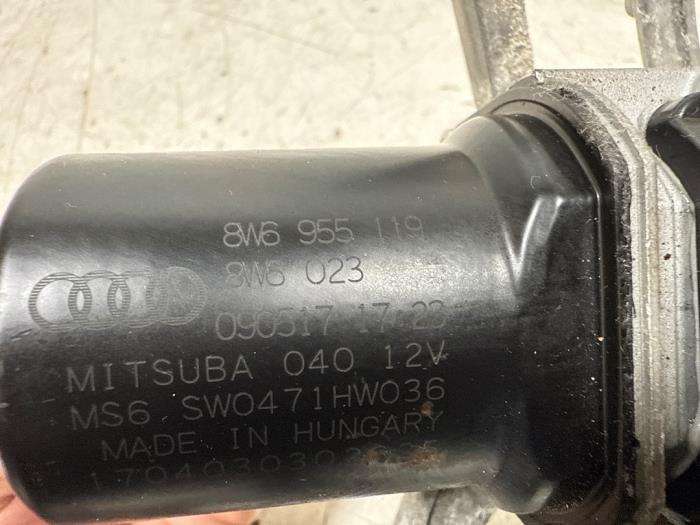 8W6 955 119
8W6 023
090517 17:23
MITSUBA 040 12V
MS6 SW0471HW036
MADE IN HUNGARY